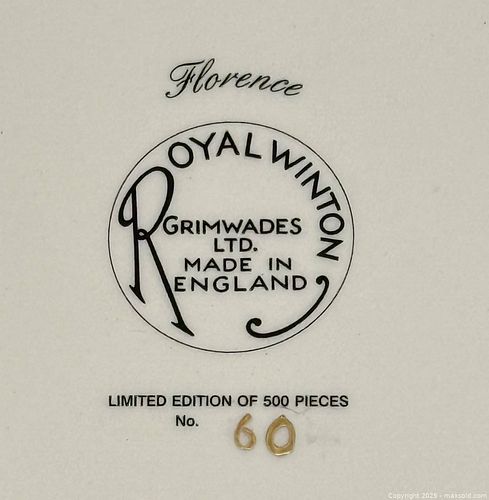 Florence
ROYAL WINTON
GRIMWADES
LTD.
MADE IN
ENGLAND
LIMITED EDITION OF 500 PIECES
No. 60
Copyright 2025 - maxsold.com